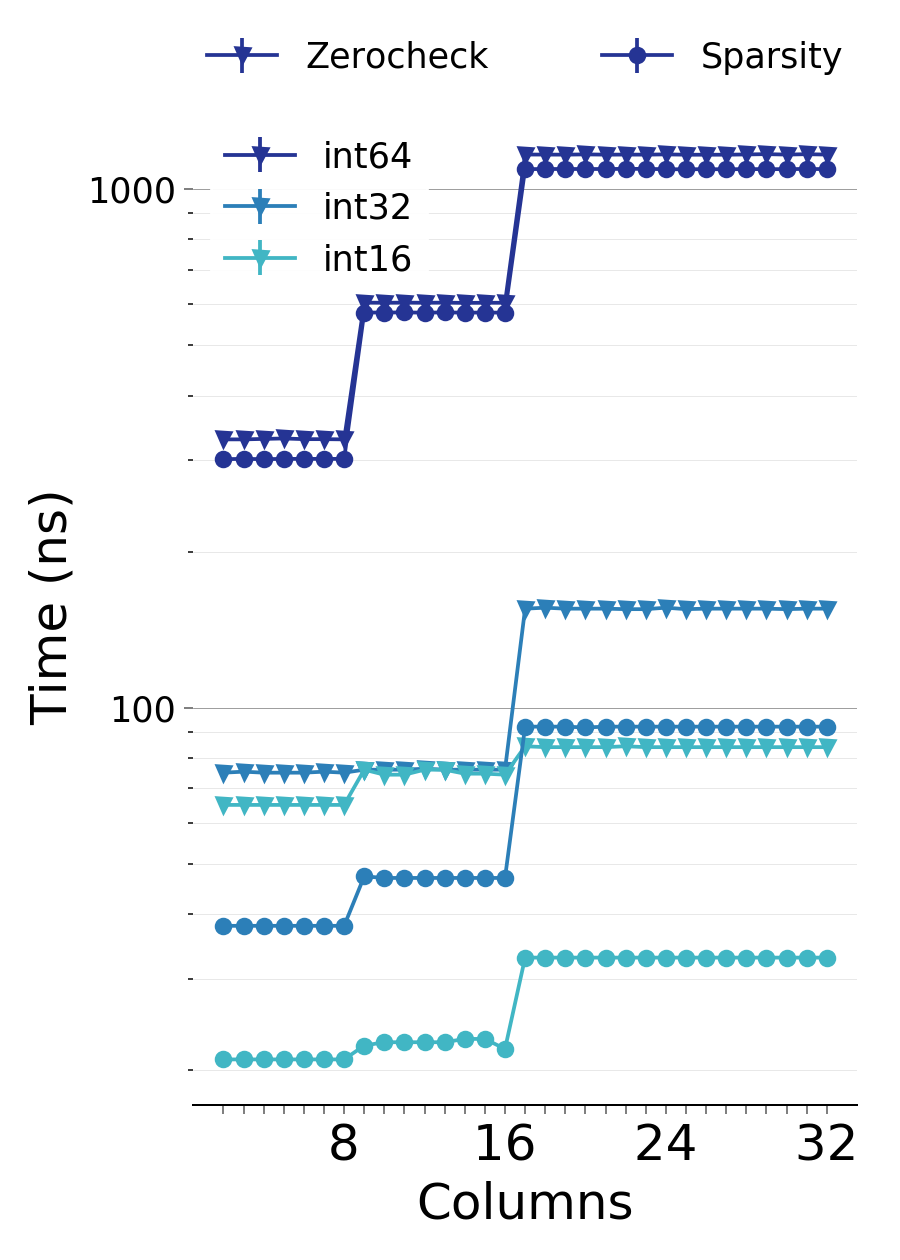 Zerocheck Sparsity
int64
int32
int16
1000
100
Time (ns)
8 16 24 32
Columns